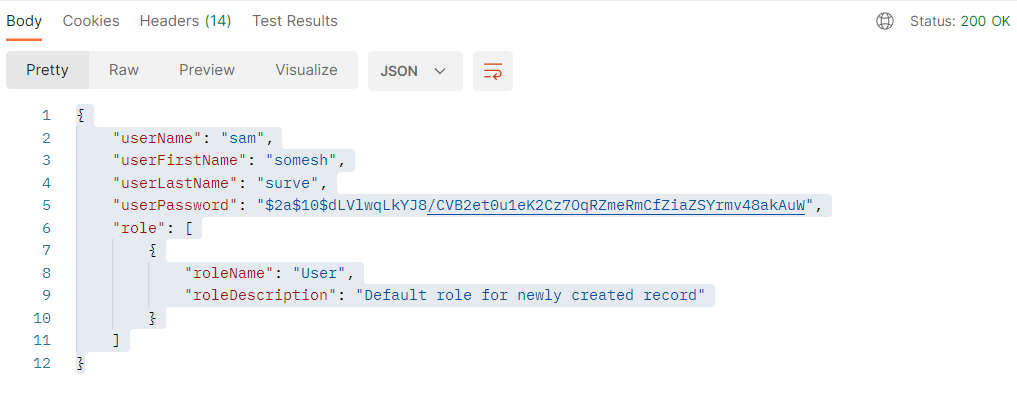 Body Cookies Headers (14) Test Results Status: 200 OK
Pretty Raw Preview Visualize JSON
1 {
2 "userName": "sam",
3 "userFirstName": "somesh",
4 "userLastName": "surve",
5 "userPassword": "$2a$10$dLVlwqLkYJ8/CVB2et0u1eK2Cz7OqRZmeRmCfZiaZSYrmv48akAuW",
6 "role": [
7 {
8 "roleName": "User",
9 "roleDescription": "Default role for newly created record"
10 }
11 ]
12 }